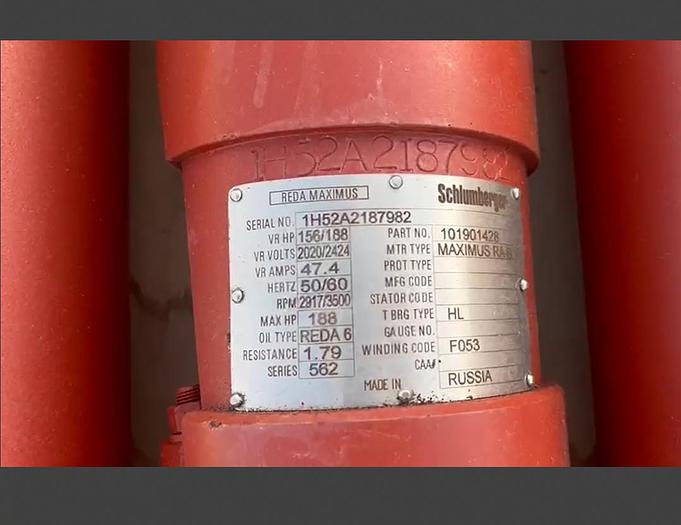 1H52A2187982
REDA MAXIMUS
Schlumberger
SERIAL NO. 1H52A2187982
VR HP 156/188
VR VOLTS 2020/2424
VR AMPS 47.4
HERTZ 50/60
RPM 2917/3500
MAX HP 188
OIL TYPE REDA 6
RESISTANCE 1.79
SERIES 562
PART NO. 101901428
MTR TYPE MAXIMUS
PROT TYPE
MFG CODE
STATOR CODE
T BRG TYPE HL
GAUGE NO.
WINDING CODE F053
CAA#
MADE IN RUSSIA